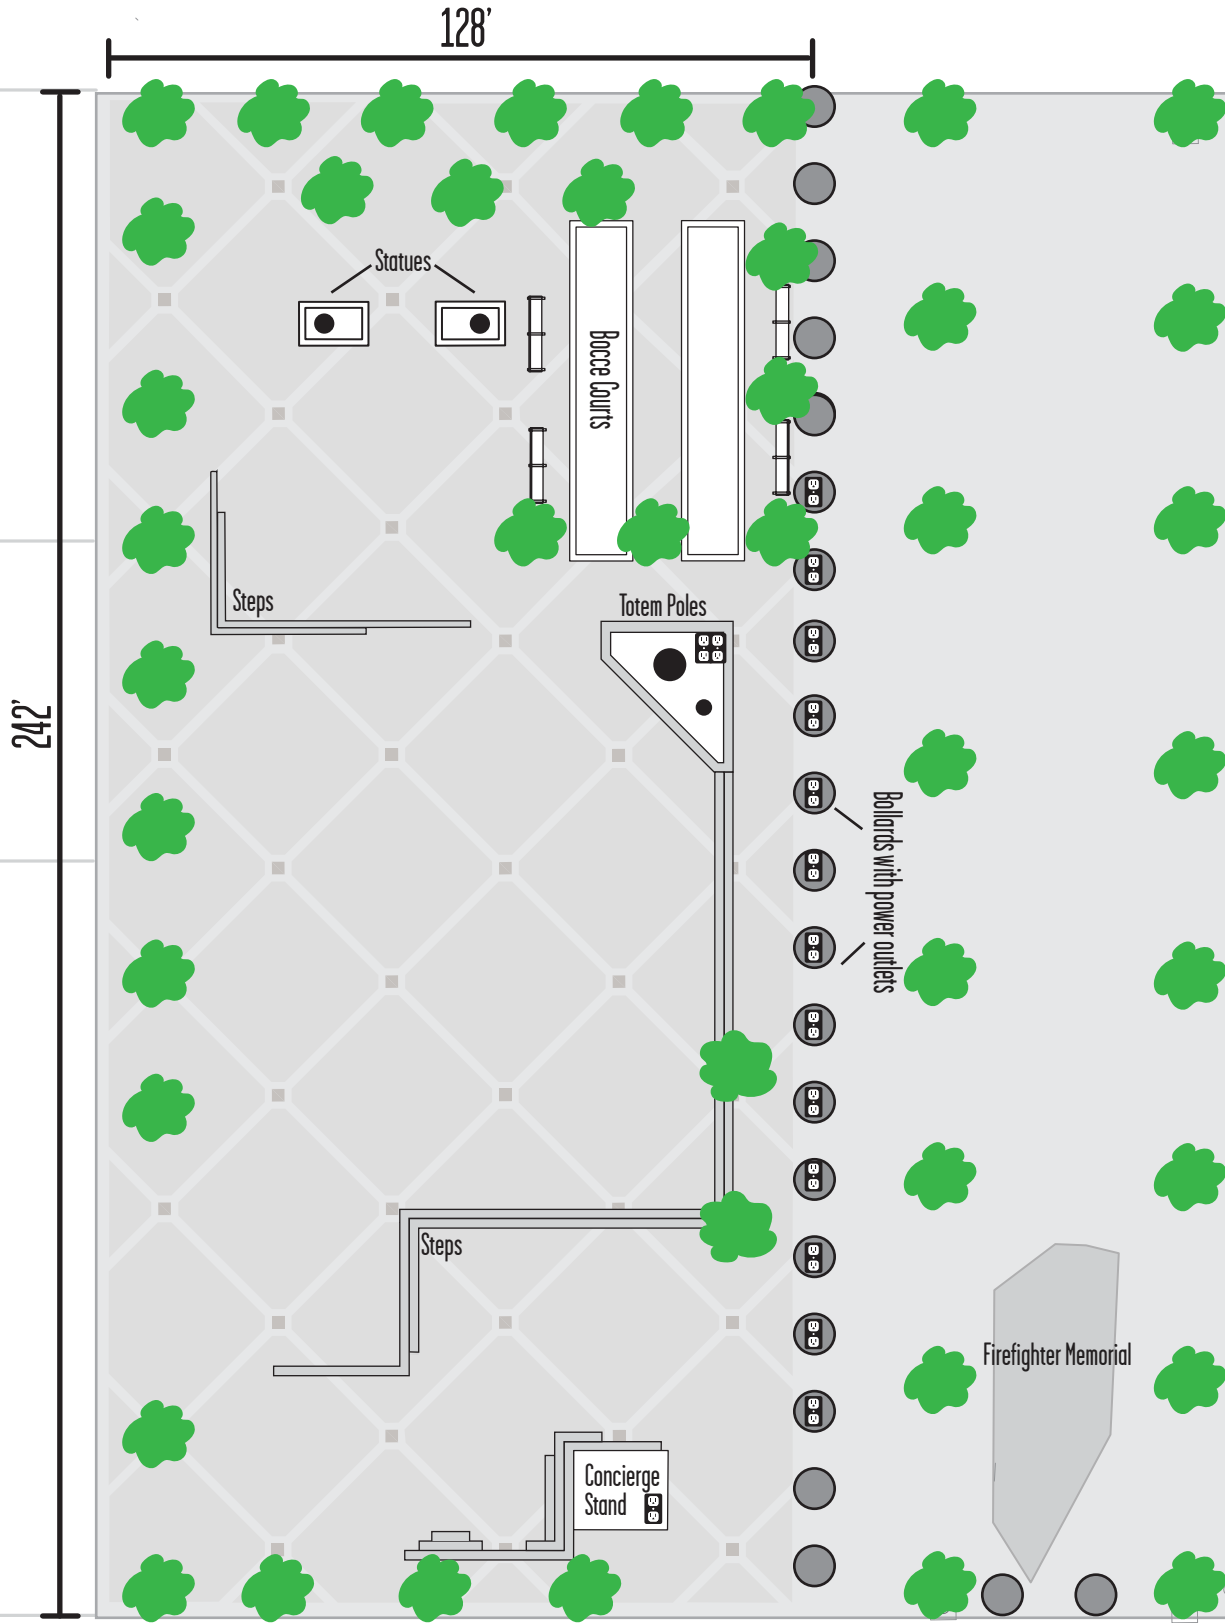 128'
Statues
Bocce Courts
Steps
Totem Poles
242'
Bollards with power outlets
Steps
Firefighter Memorial
Concierge
Stand